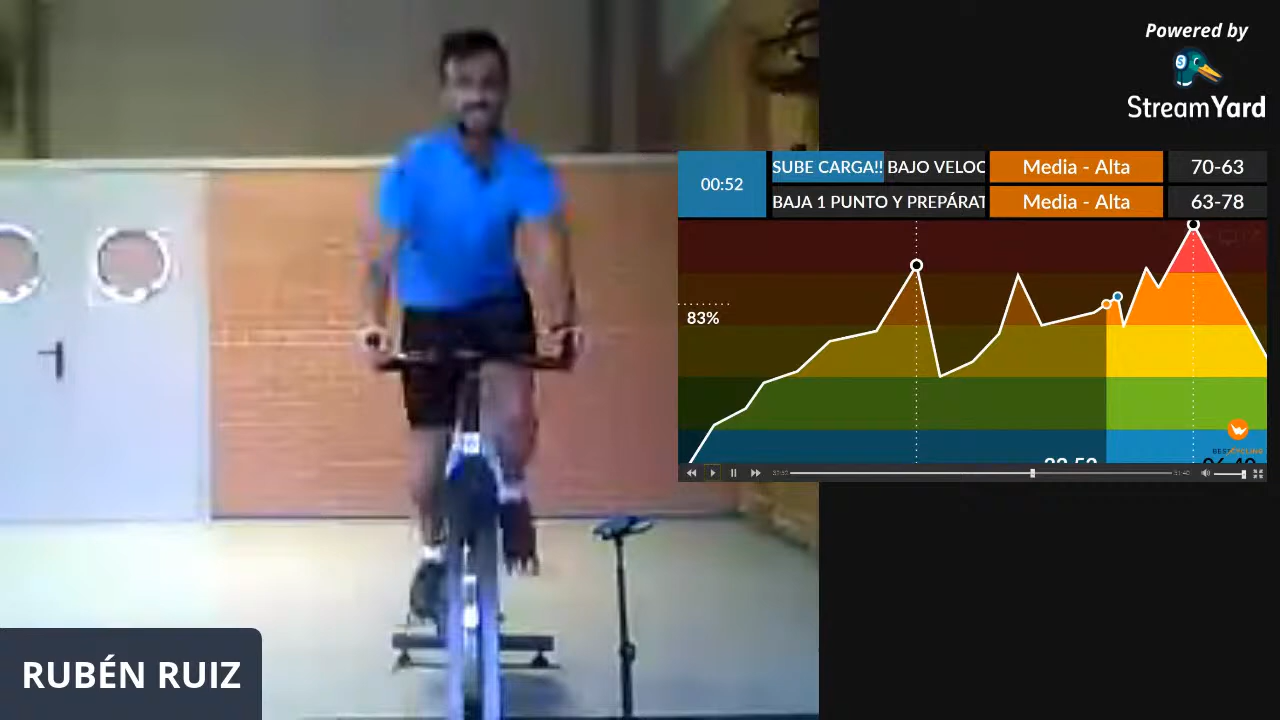 Powered by
StreamYard
00:52
SUBE CARGA!! BAJO VELOC
Media - Alta
70-63
BAJA 1 PUNTO Y PREPÁRAT
Media - Alta
63-78
83%
RUBÉN RUIZ